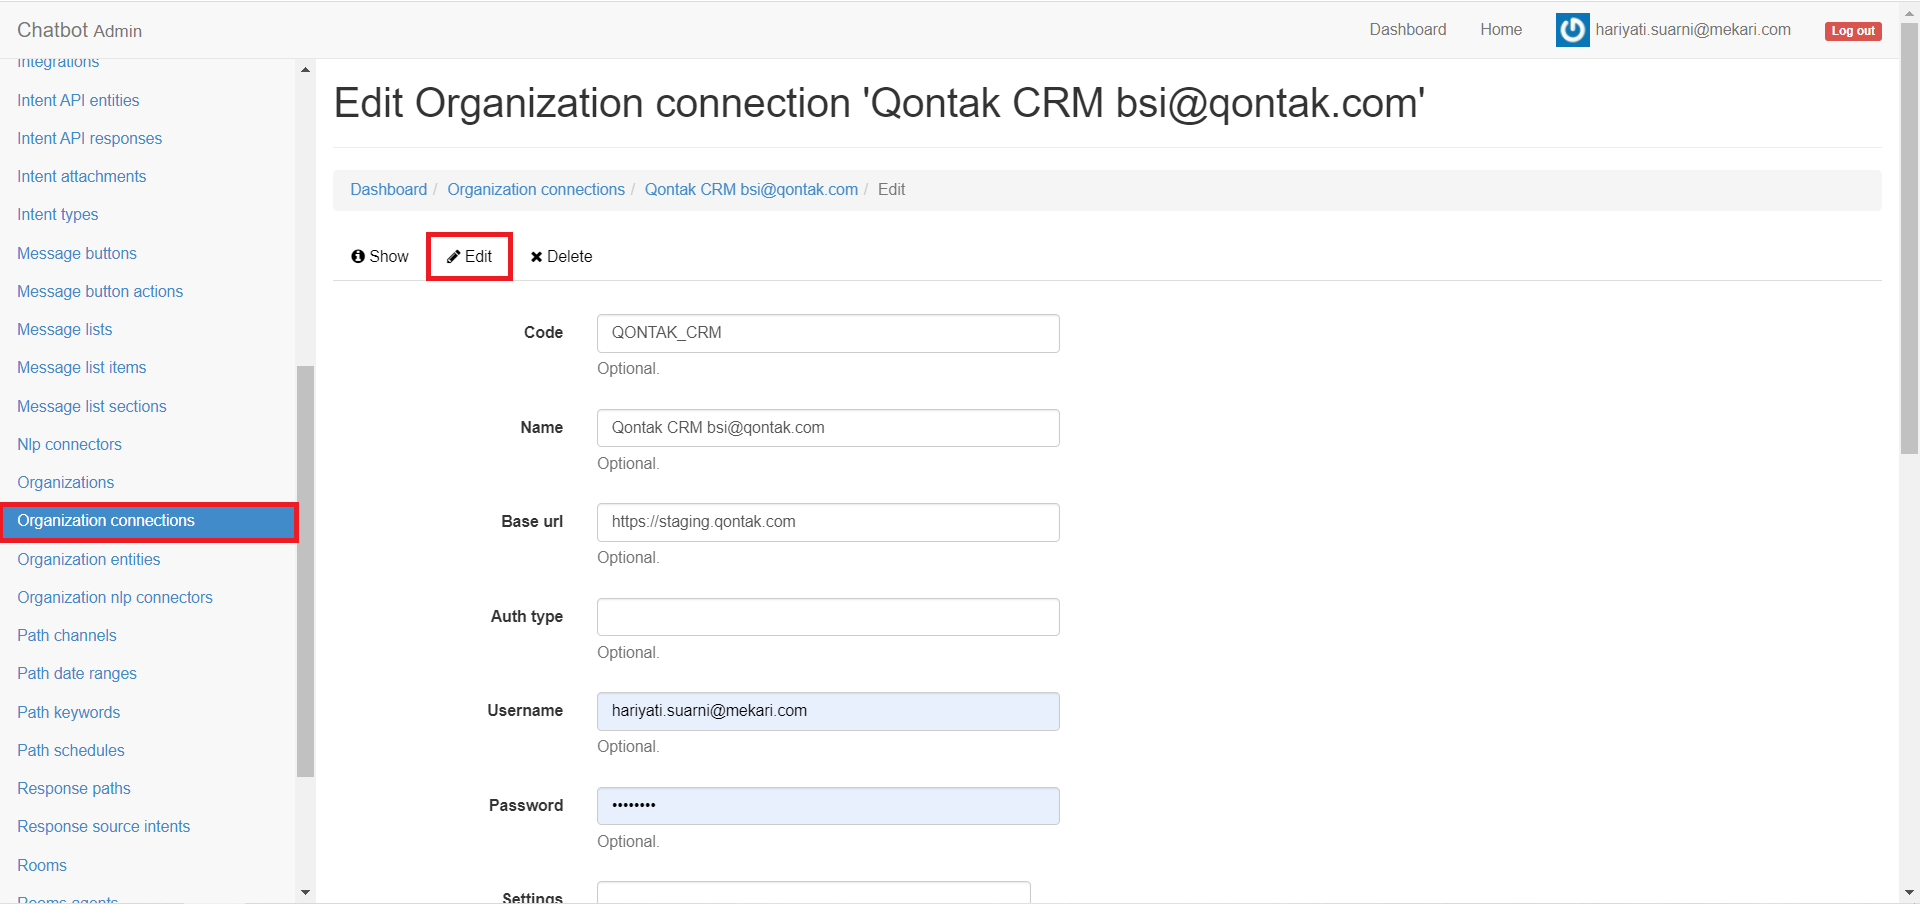 Chatbot Admin
Dashboard
Home
hariyati.suarni@mekari.com
Log out
Integrations
Intent API entities
Intent API responses
Intent attachments
Intent types
Message buttons
Message button actions
Message lists
Message list items
Message list sections
Nlp connectors
Organizations
Organization connections
Organization entities
Organization nlp connectors
Path channels
Path date ranges
Path keywords
Path schedules
Response paths
Response source intents
Rooms
Rooms agents
Edit Organization connection 'Qontak CRM bsi@qontak.com'
Dashboard / Organization connections / Qontak CRM bsi@qontak.com / Edit
Show Edit Delete
Code QONTAK_CRM
Optional.
Name Qontak CRM bsi@qontak.com
Optional.
Base url https://staging.qontak.com
Optional.
Auth type
Optional.
Username hariyati.suarni@mekari.com
Optional.
Password ••••••••
Optional.
Settings